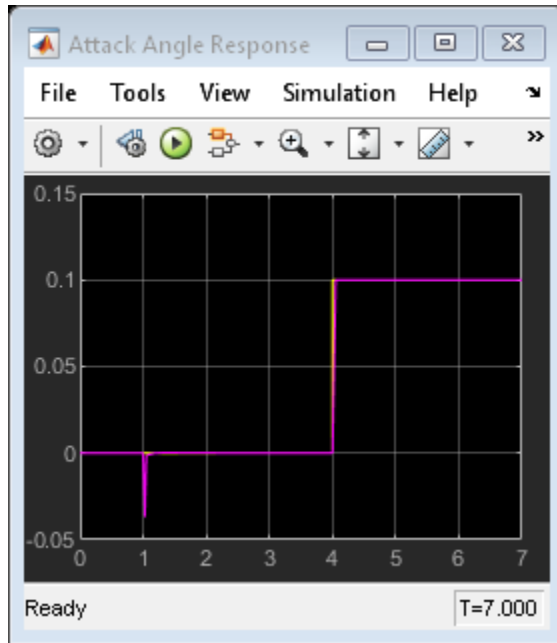 Attack Angle Response
File Tools View Simulation Help
0.15
0.1
0.05
0
-0.05
0 1 2 3 4 5 6 7
Ready T=7.000